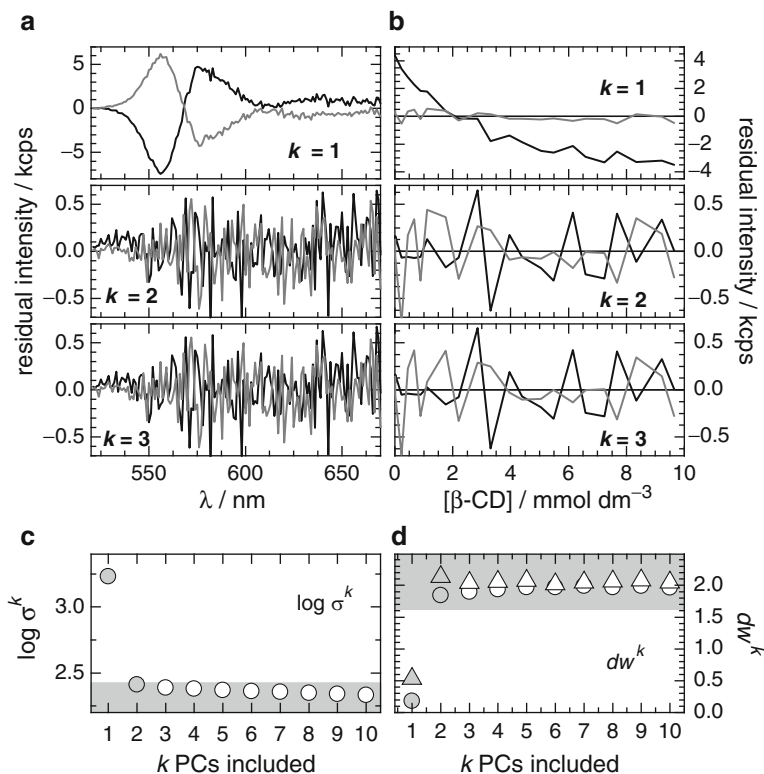 a
b
residual intensity / kcps
5
0
−5
k = 1
4
2
0
−2
−4
k = 1
residual intensity / kcps
0.5
0.0
−0.5
k = 2
0.5
0.0
−0.5
k = 2
0.5
0.0
−0.5
k = 3
0.5
0.0
−0.5
k = 3
550 600 650
λ / nm
0 2 4 6 8 10
[β-CD] / mmol dm−3
c
d
log σk
3.0
2.5
log σk
1 2 3 4 5 6 7 8 9 10
k PCs included
2.0
1.5
1.0
0.5
0.0
dwk
dwk
1 2 3 4 5 6 7 8 9 10
k PCs included